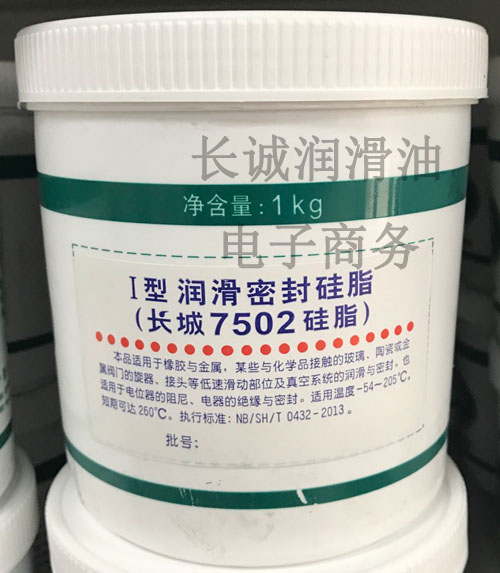 长诚润滑油
净含量:1kg
电子商务
I型 润滑密封硅脂
(长城7502硅脂)
本品适用于橡胶与金属，某些与化学品接触的玻璃、陶瓷或金
属阀门的旋器、接头等低速滑动部位及真空系统的润滑与密封。也
适用于电位器的阻尼、电器的绝缘与密封。适用温度-54—205℃。
短期可达260℃。执行标准: NB/SH/T 0432-2013 。
批号: